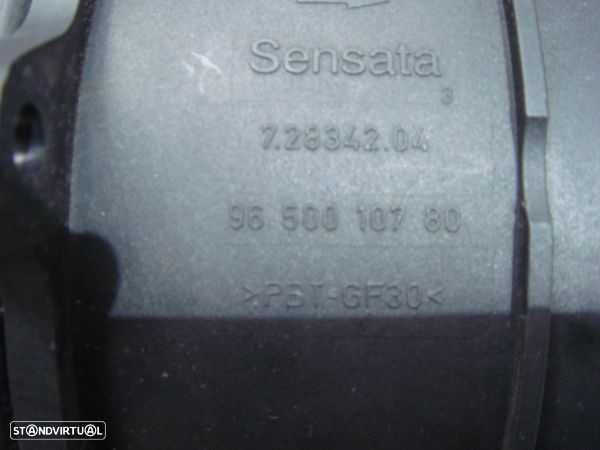 Sensata
3
7.28342.04
96 500 107 80
>PBT-GF30<
STANDVIRTUAL